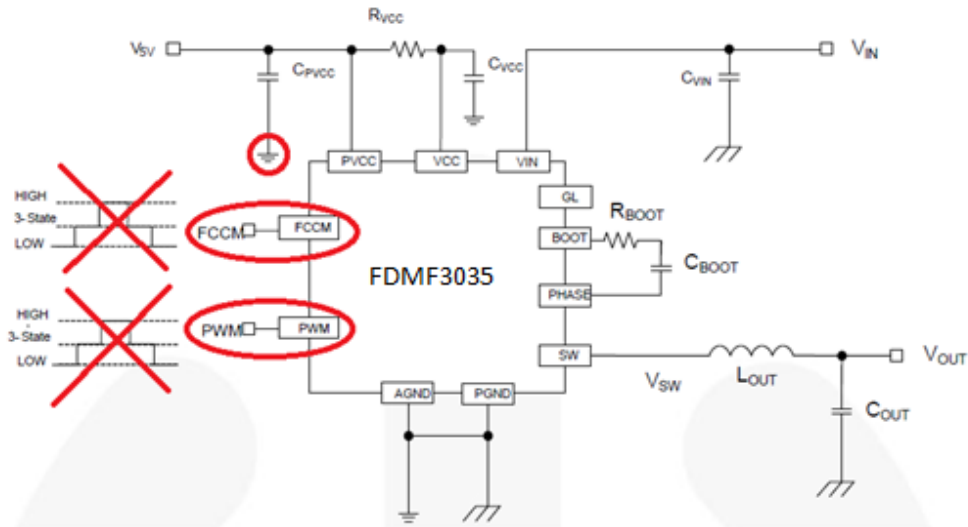 RVCC
V5V
CPVCC
CVCC
CVIN
VIN
PVCC
VCC
VIN
HIGH
3-State
LOW
FCCM
FCCM
GL
BOOT
RBOOT
CBOOT
FDMF3035
PHASE
HIGH
3-State
LOW
PWM
PWM
SW
VSW
LOUT
VOUT
COUT
AGND
PGND